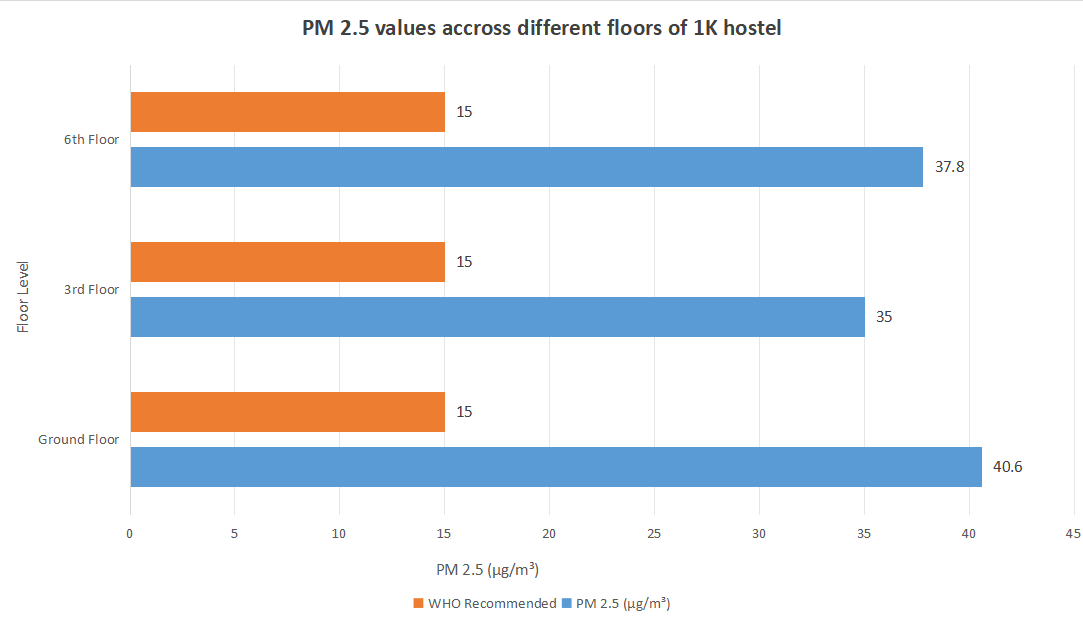 PM 2.5 values accross different floors of 1K hostel
15
6th Floor
37.8
15
3rd Floor
35
Floor Level
15
Ground Floor
40.6
0 5 10 15 20 25 30 35 40 45
PM 2.5 (µg/m³)
WHO Recommended PM 2.5 (µg/m³)